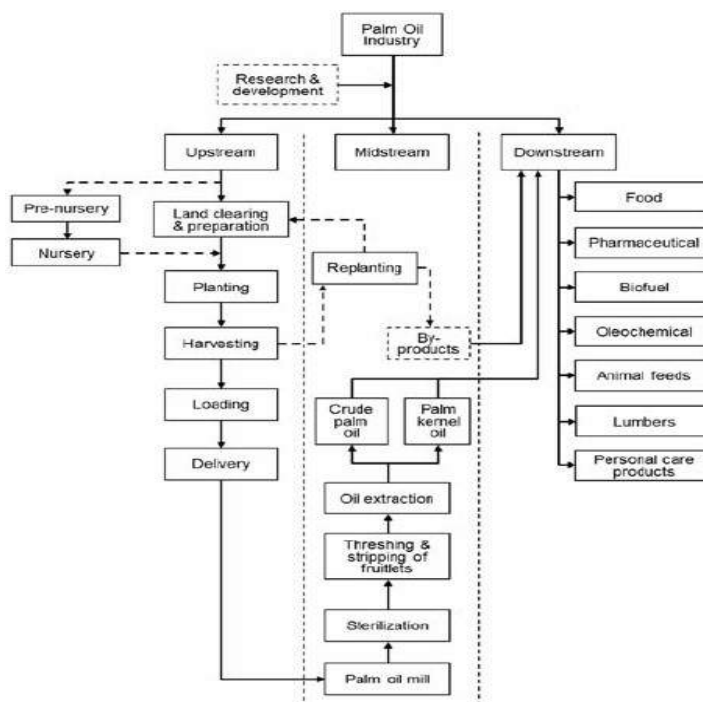 Palm Oil
Industry
Research &
development
Upstream
Midstream
Downstream
Pre-nursery
Land clearing
& preparation
Nursery
Planting
Harvesting
Loading
Delivery
Replanting
By-
products
Crude
palm
oil
Palm
kernel
oil
Oil extraction
Threshing &
stripping of
fruitlets
Sterilization
Palm oil mill
Food
Pharmaceutical
Biofuel
Oleochemical
Animal feeds
Lumbers
Personal care
products